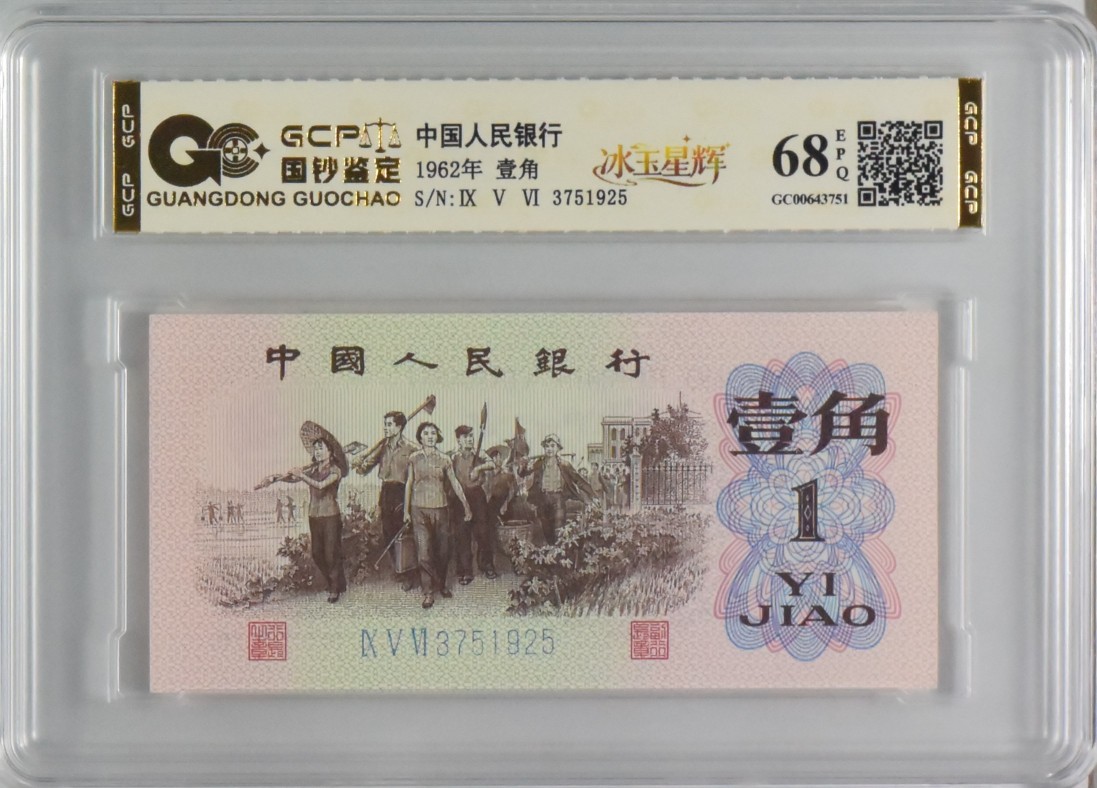 GCP
GCP
GCP
国钞鉴定
GUANGDONG GUOCHAO
中国人民银行
1962年 壹角
S/N: Ⅸ Ⅴ Ⅵ 3751925
冰玉星辉
68 EPQ
GC00643751
GCP
GCP
中國人民銀行
壹角
1
YI
JIAO
ⅨⅤⅥ3751925